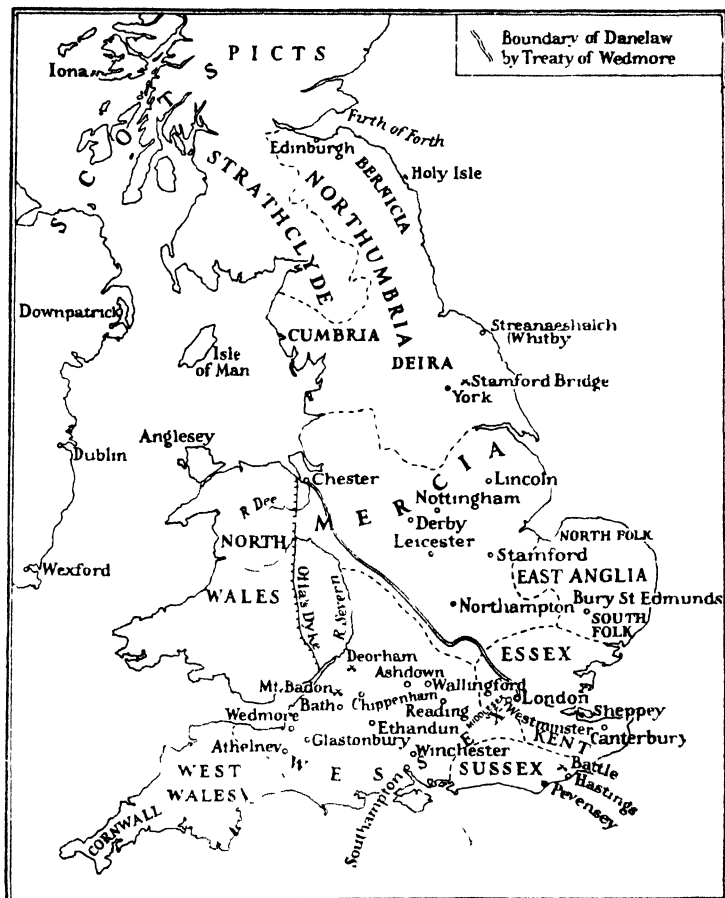 Boundary of Danelaw
by Treaty of Wedmore
PICTS
Iona
SCOTS
Firth of Forth
Edinburgh
Holy Isle
STRATHCLYDE
BERNICIA
NORTHUMBRIA
Downpatrick
CUMBRIA
Streanaeshalch
(Whitby
Isle
of Man
DEIRA
Stamford Bridge
York
Anglesey
Dublin
Chester
MERCIA
Lincoln
R Dee
Nottingham
Derby
Leicester
NORTH FOLK
NORTH
Stamford
Wexford
EAST ANGLIA
WALES
Offa's Dyke
R Severn
Northampton
Bury St Edmunds
SOUTH
FOLK
Deorham
ESSEX
Ashdown
Wallingford
Mt. Badon
Chippenham
London
Bath
Reading
MIDDLESEX
Westminster
Sheppey
Wedmore
Ethandun
KENT
Canterbury
Athelney
Glastonbury
Winchester
WESSEX
SUSSEX
Battle
WEST
WALES
Hastings
Pevensey
Southampton
CORNWALL